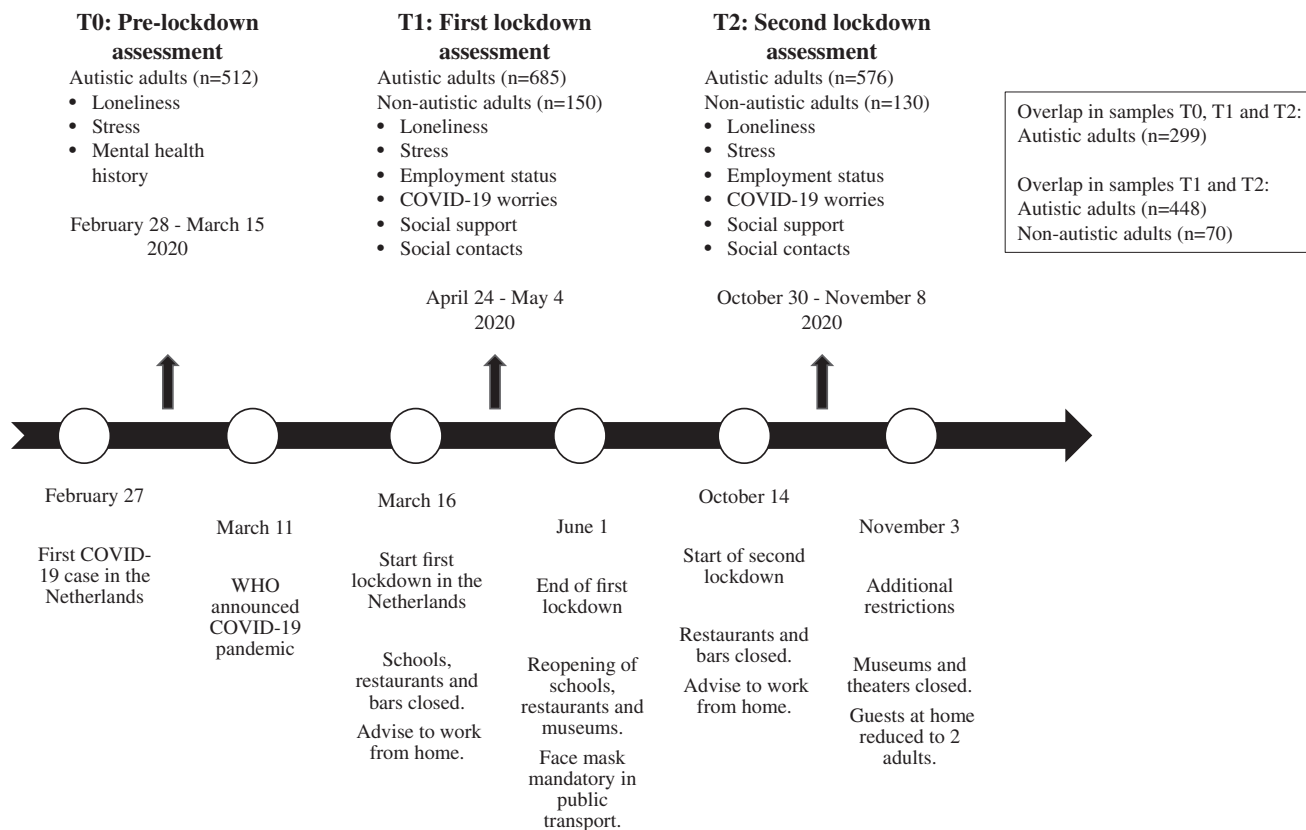 T0: Pre-lockdown
assessment
Autistic adults (n=512)
• Loneliness
• Stress
• Mental health
history
February 28 - March 15
2020
T1: First lockdown
assessment
Autistic adults (n=685)
Non-autistic adults (n=150)
• Loneliness
• Stress
• Employment status
• COVID-19 worries
• Social support
• Social contacts
April 24 - May 4
2020
T2: Second lockdown
assessment
Autistic adults (n=576)
Non-autistic adults (n=130)
• Loneliness
• Stress
• Employment status
• COVID-19 worries
• Social support
• Social contacts
October 30 - November 8
2020
Overlap in samples T0, T1 and T2:
Autistic adults (n=299)
Overlap in samples T1 and T2:
Autistic adults (n=448)
Non-autistic adults (n=70)
February 27
First COVID-
19 case in the
Netherlands
March 11
WHO
announced
COVID-19
pandemic
March 16
Start first
lockdown in the
Netherlands
Schools,
restaurants and
bars closed.
Advise to work
from home.
June 1
End of first
lockdown
Reopening of
schools,
restaurants and
museums.
Face mask
mandatory in
public
transport.
October 14
Start of second
lockdown
Restaurants and
bars closed.
Advise to work
from home.
November 3
Additional
restrictions
Museums and
theaters closed.
Guests at home
reduced to 2
adults.